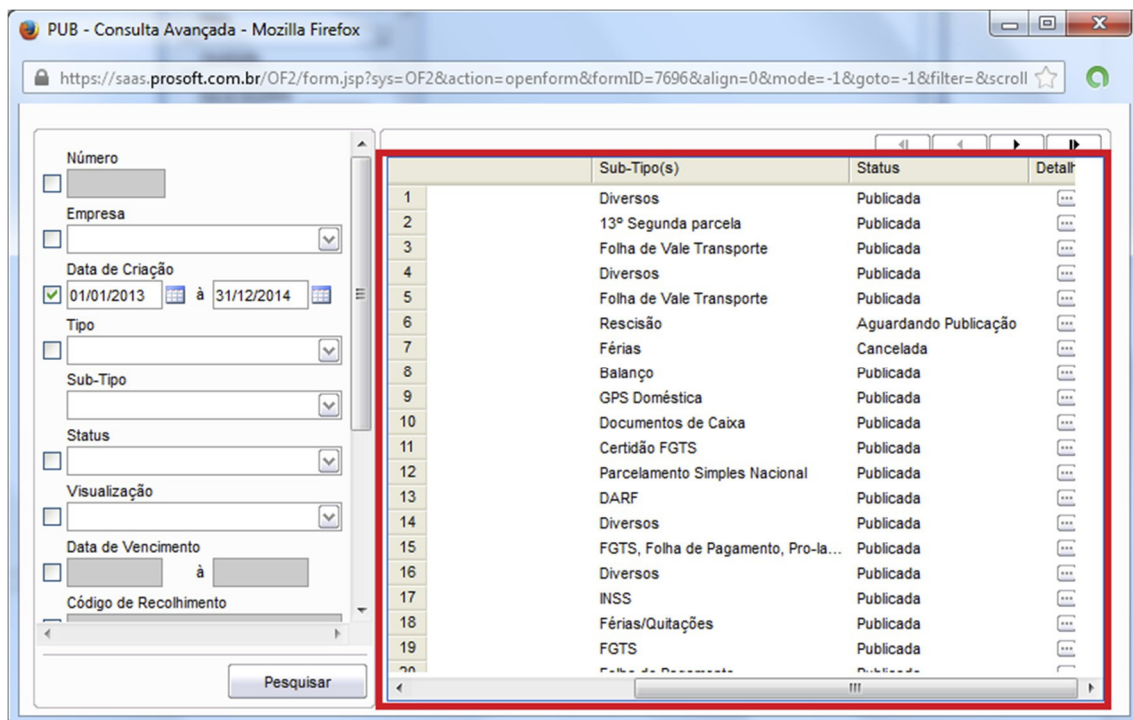 PUB - Consulta Avançada - Mozilla Firefox
https://saas.prosoft.com.br/OF2/form.jsp?sys=OF2&action=openform&formID=7696&align=0&mode=-1&goto=-1&filter=&scroll
Número
Empresa
Data de Criação
01/01/2013 à 31/12/2014
Tipo
Sub-Tipo
Status
Visualização
Data de Vencimento
à
Código de Recolhimento
Pesquisar
Sub-Tipo(s) Status Detalh
1 Diversos Publicada
2 13º Segunda parcela Publicada
3 Folha de Vale Transporte Publicada
4 Diversos Publicada
5 Folha de Vale Transporte Publicada
6 Rescisão Aguardando Publicação
7 Férias Cancelada
8 Balanço Publicada
9 GPS Doméstica Publicada
10 Documentos de Caixa Publicada
11 Certidão FGTS Publicada
12 Parcelamento Simples Nacional Publicada
13 DARF Publicada
14 Diversos Publicada
15 FGTS, Folha de Pagamento, Pro-la... Publicada
16 Diversos Publicada
17 INSS Publicada
18 Férias/Quitações Publicada
19 FGTS Publicada
20 Folha de Pagamento Publicada